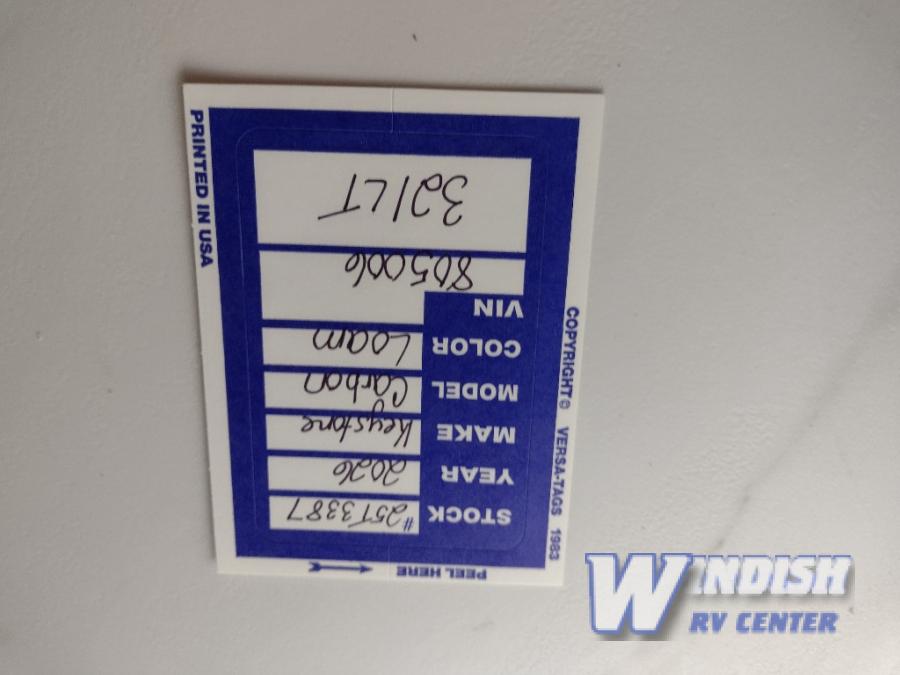 PEEL HERE
STOCK #25T3387
YEAR 2026
MAKE Keystone
MODEL Carbon
COLOR Loam
VIN
805006
321LT
COPYRIGHT© VERSA-TAGS 1983
PRINTED IN USA
WINDISH
RV CENTER